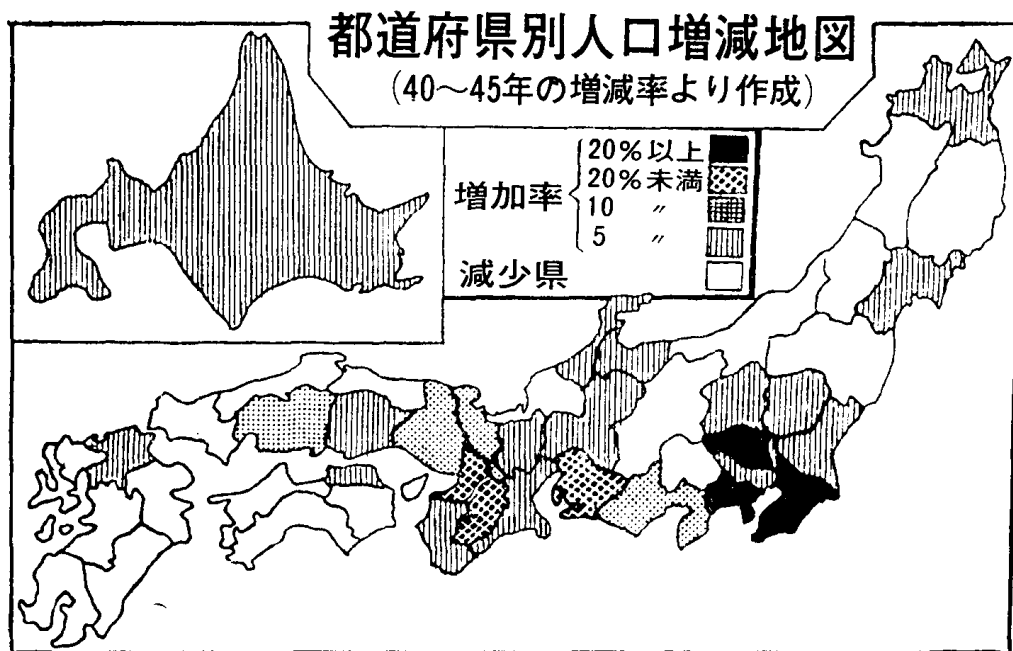 都道府県別人口増減地図
(40～45年の増減率より作成)
増加率
20%以上
20%未満
10 〃
5 〃
減少県